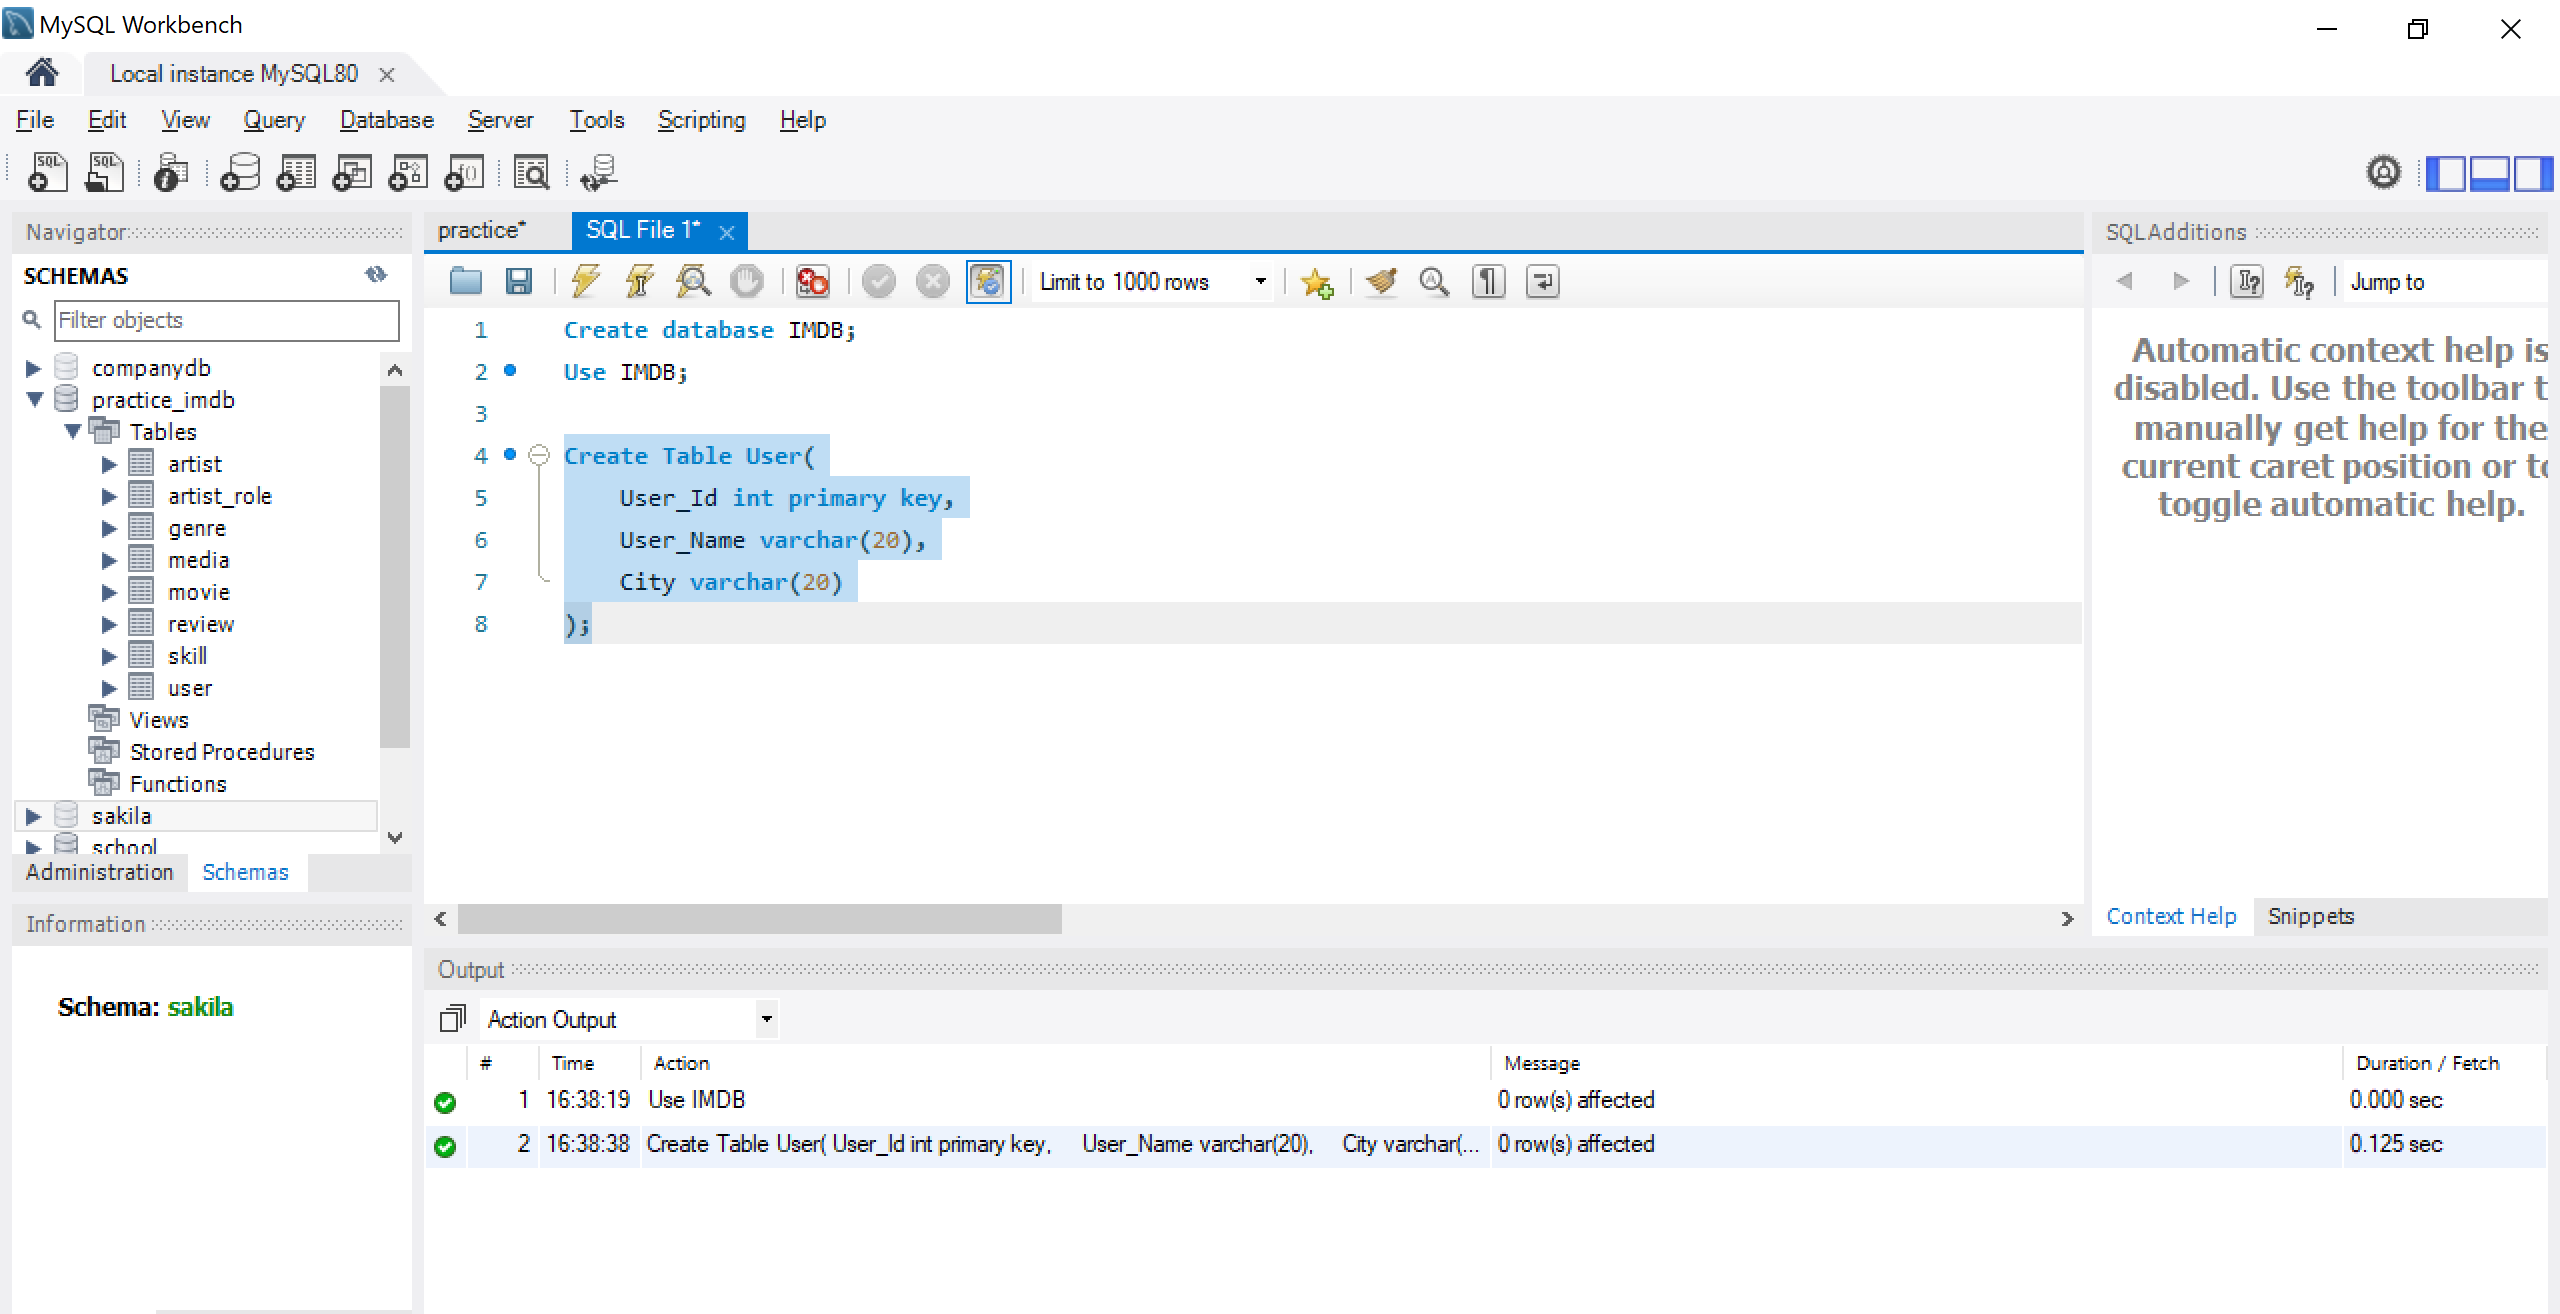 MySQL Workbench
Local instance MySQL80
File Edit View Query Database Server Tools Scripting Help
Navigator
SCHEMAS
Filter objects
companydb
practice_imdb
Tables
artist
artist_role
genre
media
movie
review
skill
user
Views
Stored Procedures
Functions
sakila
school
Administration Schemas
Information
Schema: sakila
practice* SQL File 1*
Limit to 1000 rows
1 Create database IMDB;
2 Use IMDB;
3
4 Create Table User(
5 User_Id int primary key,
6 User_Name varchar(20),
7 City varchar(20)
8 );
SQLAdditions
Jump to
Automatic context help is
disabled. Use the toolbar t
manually get help for the
current caret position or to
toggle automatic help.
Context Help Snippets
Output
Action Output
# Time Action Message Duration / Fetch
1 16:38:19 Use IMDB 0 row(s) affected 0.000 sec
2 16:38:38 Create Table User( User_Id int primary key, User_Name varchar(20), City varchar(... 0 row(s) affected 0.125 sec